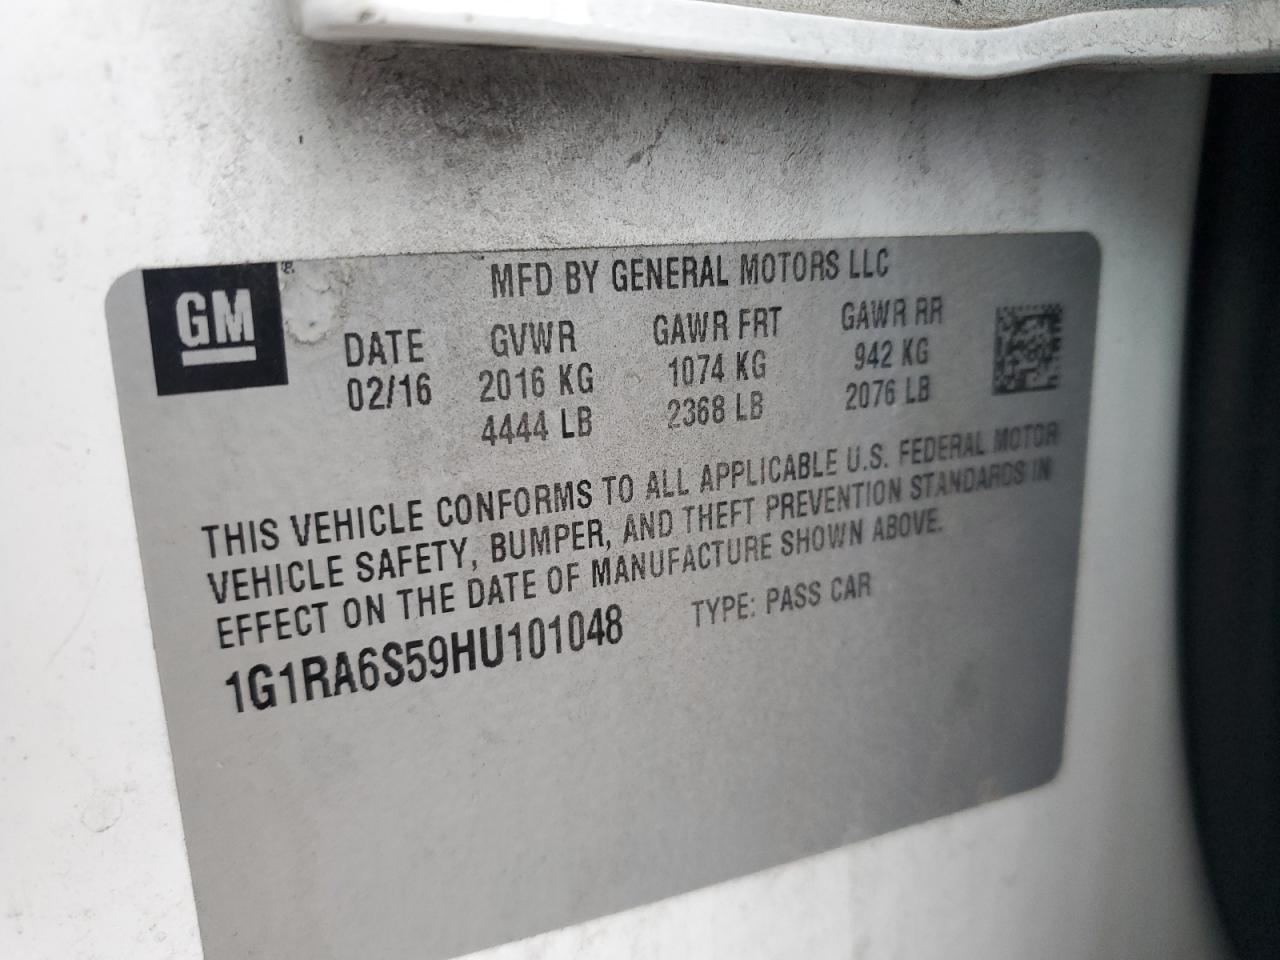 GM
MFD BY GENERAL MOTORS LLC
DATE GVWR GAWR FRT GAWR RR
02/16 2016 KG 1074 KG 942 KG
4444 LB 2368 LB 2076 LB
THIS VEHICLE CONFORMS TO ALL APPLICABLE U.S. FEDERAL MOTOR
VEHICLE SAFETY, BUMPER, AND THEFT PREVENTION STANDARDS IN
EFFECT ON THE DATE OF MANUFACTURE SHOWN ABOVE.
1G1RA6S59HU101048 TYPE: PASS CAR